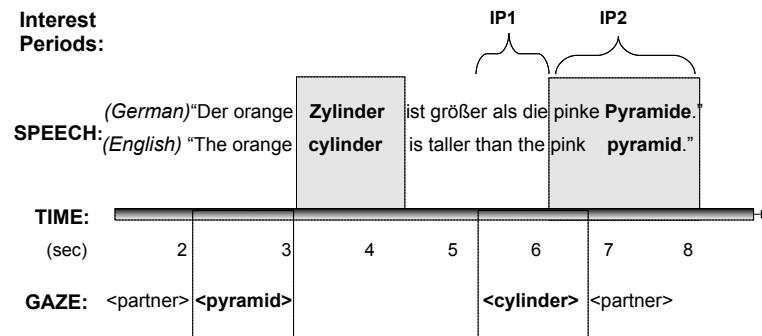 Interest Periods:
IP1 IP2
SPEECH:
(German) “Der orange Zylinder ist größer als die pinke Pyramide.”
(English) “The orange cylinder is taller than the pink pyramid.”
TIME:
(sec) 2 3 4 5 6 7 8
GAZE: <partner> <pyramid> <cylinder> <partner>